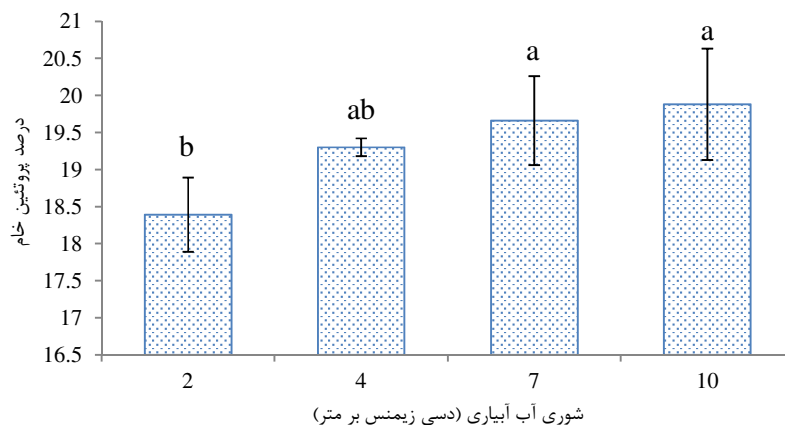 21
20.5
20
19.5
19
18.5
18
17.5
17
16.5
درصد پروتئین خام
b
ab
a
a
2
4
7
10
شوری آب آبیاری (دسی زیمنس بر متر)